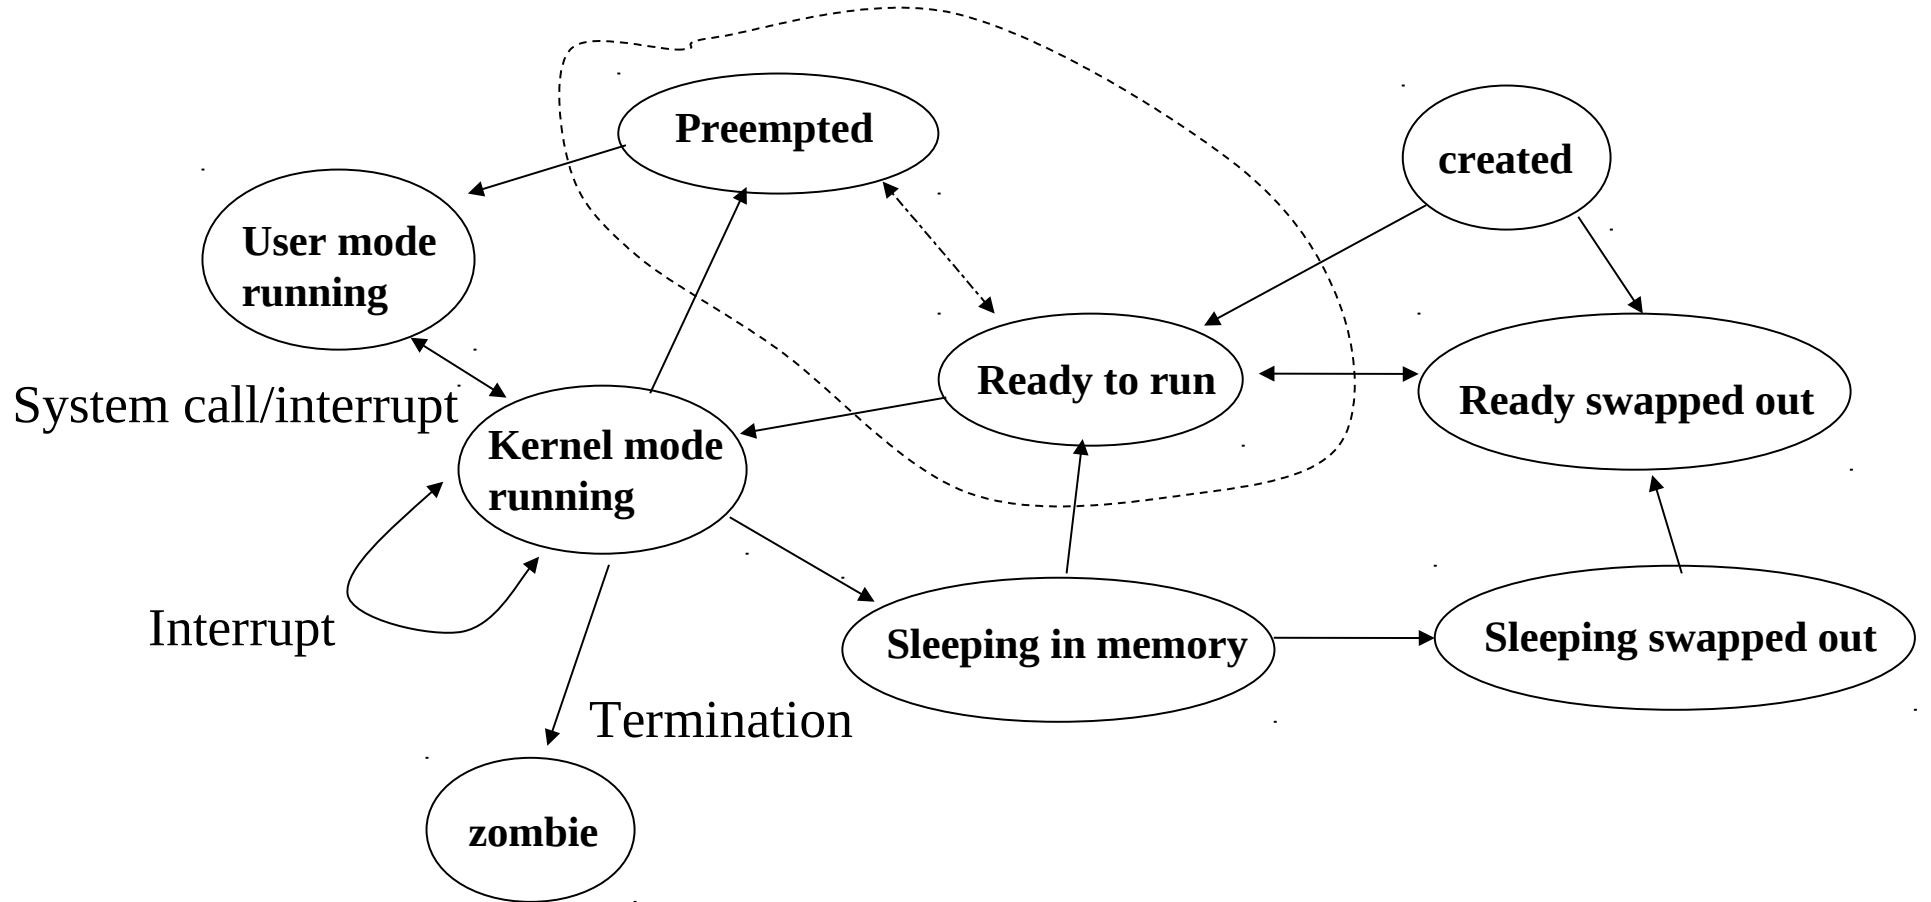 Preempted
created
User mode
running
Ready to run
Ready swapped out
System call/interrupt
Kernel mode
running
Interrupt
Sleeping in memory
Sleeping swapped out
Termination
zombie